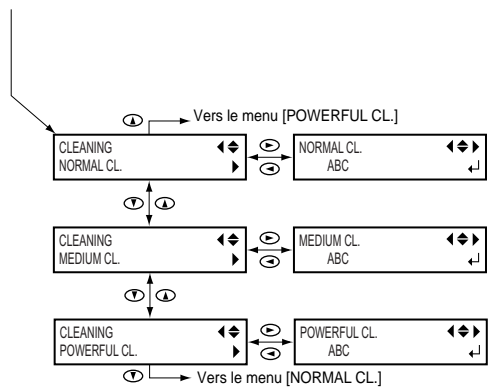 Vers le menu [POWERFUL CL.]
CLEANING
NORMAL CL.
NORMAL CL.
ABC
CLEANING
MEDIUM CL.
MEDIUM CL.
ABC
CLEANING
POWERFUL CL.
POWERFUL CL.
ABC
Vers le menu [NORMAL CL.]